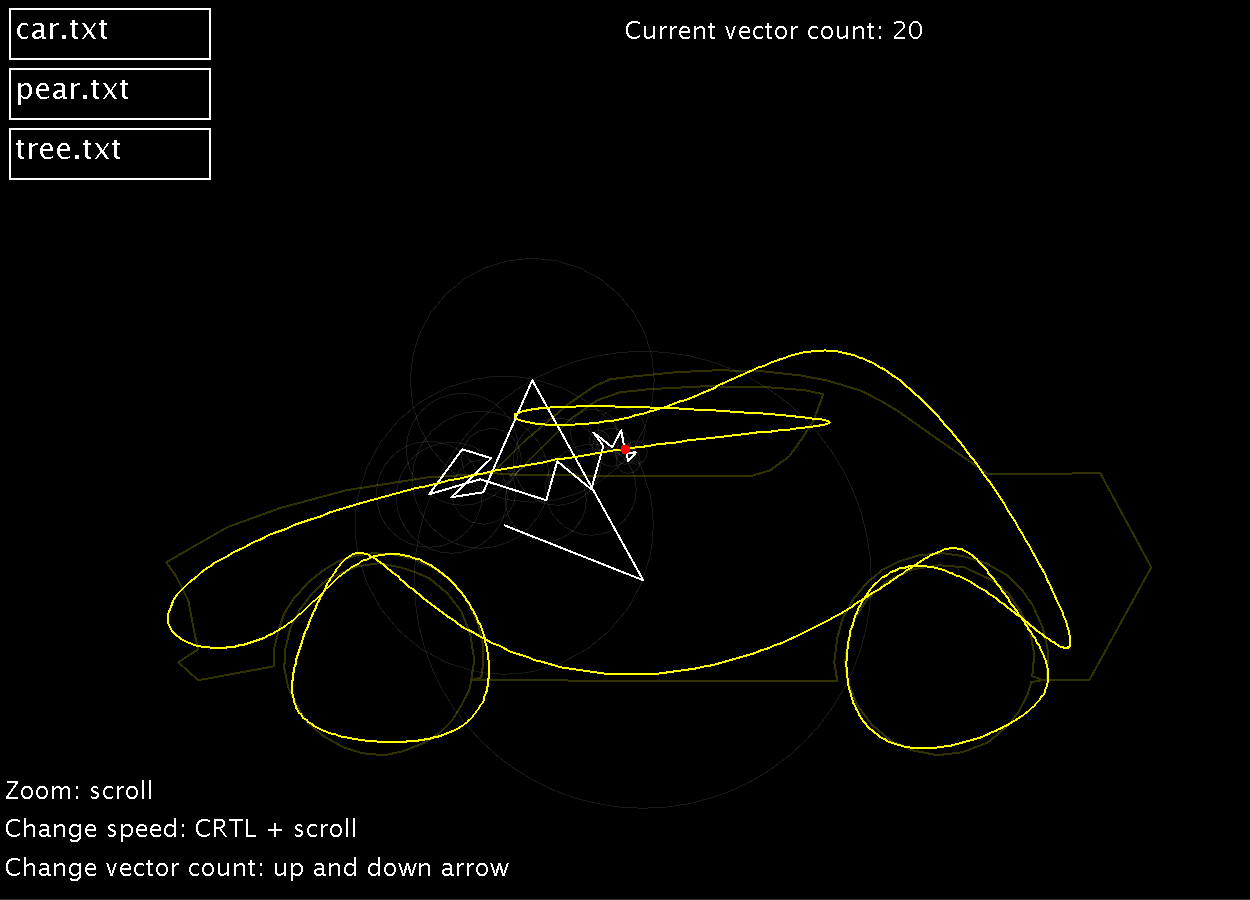 car.txt
Current vector count: 20
pear.txt
tree.txt
Zoom: scroll
Change speed: CRTL + scroll
Change vector count: up and down arrow